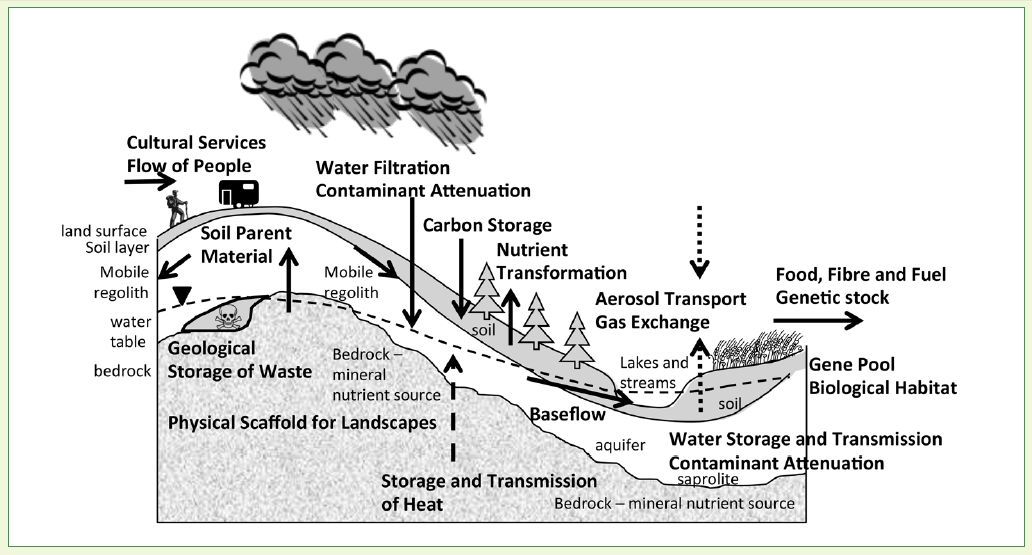 Cultural Services
Flow of People
Water Filtration
Contaminant Attenuation
Carbon Storage
Nutrient
Transformation
land surface
Soil layer
Soil Parent
Material
Mobile
regolith
Mobile
regolith
Food, Fibre and Fuel
Genetic stock
Aerosol Transport
Gas Exchange
soil
water
table
Geological
Storage of Waste
bedrock
Bedrock –
mineral
nutrient source
Lakes and
streams
Gene Pool
Biological Habitat
soil
Baseflow
Physical Scaffold for Landscapes
aquifer
Water Storage and Transmission
Contaminant Attenuation
saprolite
Storage and Transmission
of Heat
Bedrock – mineral nutrient source